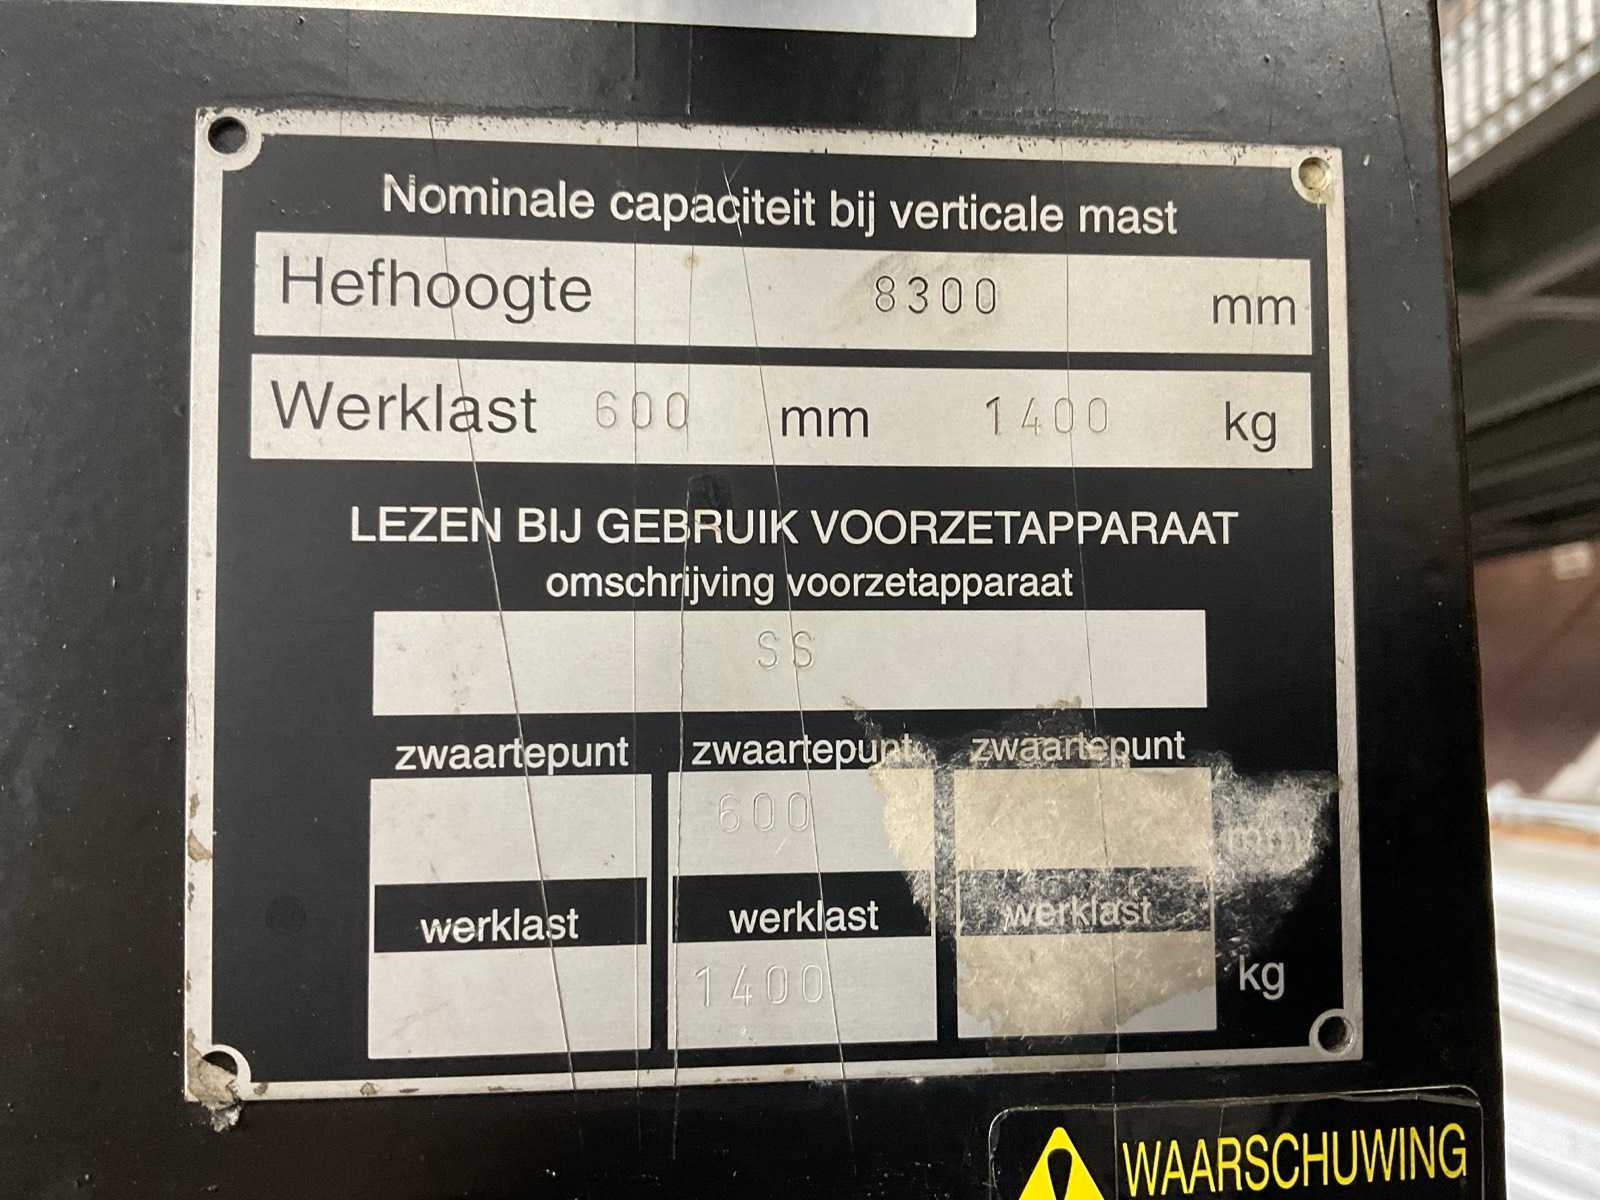 Nominale capaciteit bij verticale mast
Hefhoogte 8300 mm
Werklast 600 mm 1400 kg
LEZEN BIJ GEBRUIK VOORZETAPPARAAT
omschrijving voorzetapparaat
SS
zwaartepunt zwaartepunt zwaartepunt
600 mm
werklast werklast werklast
1400 kg
WAARSCHUWING